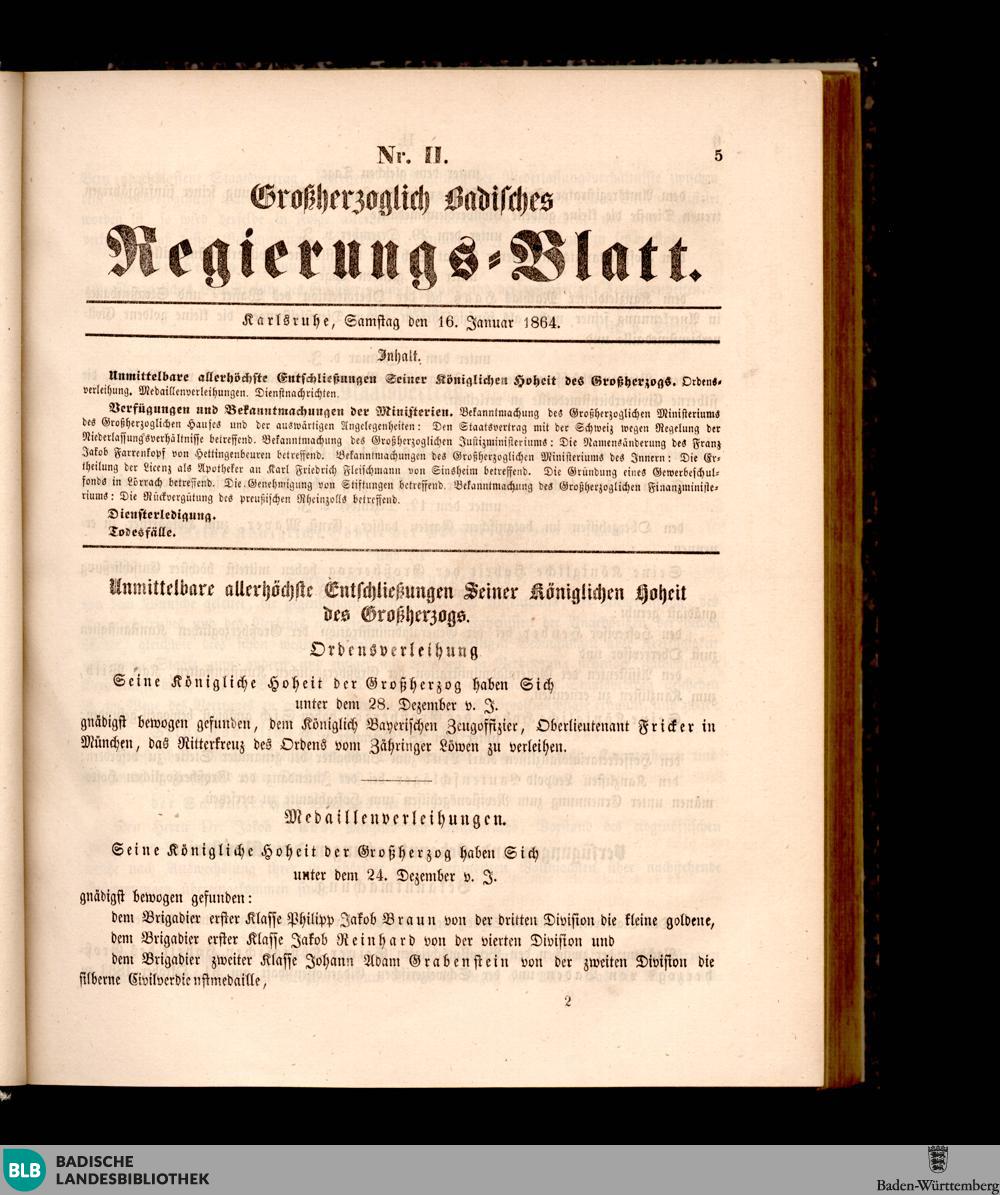 Nr. II.
5
Großherzoglich Badisches
Regierungs-Blatt.
Karlsruhe, Samstag den 16. Januar 1864.
Inhalt.
Unmittelbare allerhöchste Entschließungen Seiner Königlichen Hoheit des Großherzogs. Ordens-
verleihung. Medaillenverleihungen. Dienstnachrichten.
Verfügungen und Bekanntmachungen der Ministerien. Bekanntmachung des Großherzoglichen Ministeriums
des Großherzoglichen Hauses und der auswärtigen Angelegenheiten: Den Staatsvertrag mit der Schweiz wegen Regelung der
Niederlassungsverhältnisse betreffend. Bekanntmachung des Großherzoglichen Justizministeriums: Die Namensänderung des Franz
Jakob Farrenkopf von Hettingenbeuren betreffend. Bekanntmachungen des Großherzoglichen Ministeriums des Innern: Die Er-
theilung der Licenz als Apotheker an Karl Friedrich Fleischmann von Sinsheim betreffend. Die Gründung eines Gewerbeschul-
fonds in Lörrach betreffend. Die Genehmigung von Stiftungen betreffend. Bekanntmachung des Großherzoglichen Finanzministe-
riums: Die Rückvergütung des preußischen Rheinzolls betreffend.
Diensterledigung.
Todesfälle.
Unmittelbare allerhöchste Entschließungen Seiner Königlichen Hoheit
des Großherzogs.
Ordensverleihung
Seine Königliche Hoheit der Großherzog haben Sich
unter dem 28. Dezember v. J.
gnädigst bewogen gefunden, dem Königlich Bayerischen Zeugoffizier, Oberlieutenant Fricker in
München, das Ritterkreuz des Ordens vom Zähringer Löwen zu verleihen.
Medaillenverleihungen.
Seine Königliche Hoheit der Großherzog haben Sich
unter dem 24. Dezember v. J.
gnädigst bewogen gefunden:
dem Brigadier erster Klasse Philipp Jakob Braun von der dritten Division die kleine goldene,
dem Brigadier erster Klasse Jakob Reinhard von der vierten Division und
dem Brigadier zweiter Klasse Johann Adam Grabenstein von der zweiten Division die
silberne Civilverdienstmedaille,
2
BLB
BADISCHE
LANDESBIBLIOTHEK
Baden-Württemberg